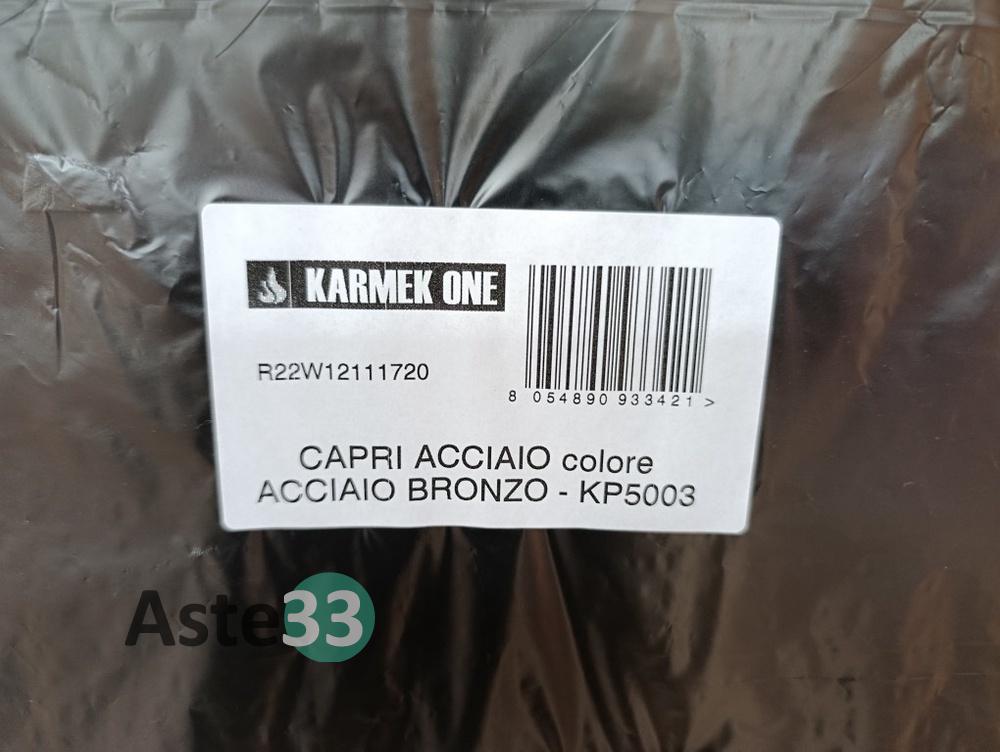 KARMEK ONE
R22W12111720
8 054890 933421 >
CAPRI ACCIAIO colore
ACCIAIO BRONZO - KP5003
Aste33